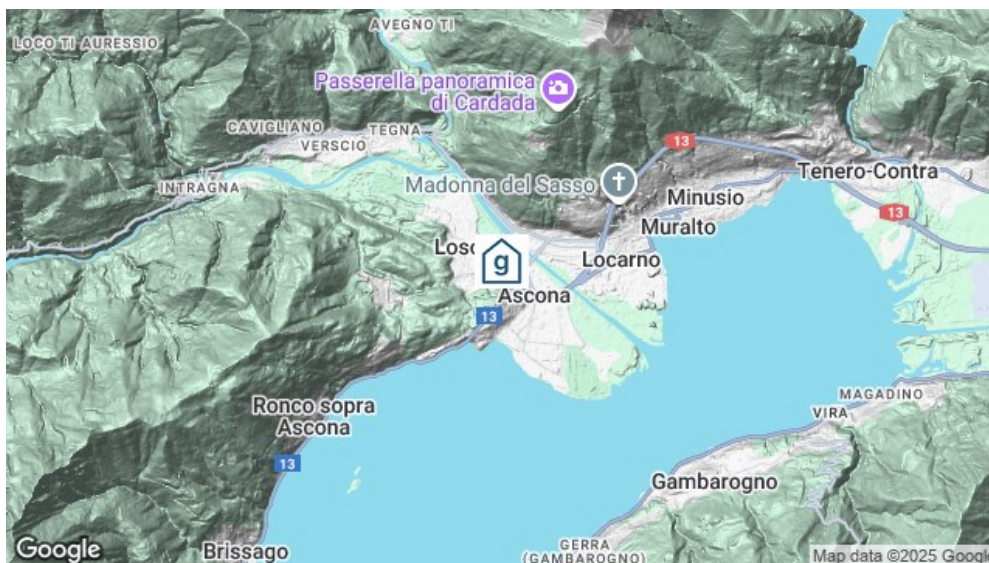 AVEGNO TI
LOCO TI AURESSIO
Passerella panoramica
di Cardada
CAVIGLIANO
TEGNA
VERSCIO
13
INTRAGNA
Madonna del Sasso
Tenero-Contra
Minusio
13
Muralto
Loso
g
Locarno
Ascona
13
Ronco sopra
Ascona
MAGADINO
VIRA
13
Gambarogno
Google
Brissago
GERRA
(GAMBAROGNO)
Map data ©2025 Google